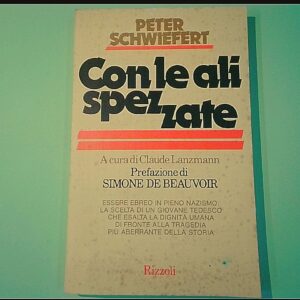 PETER
SCHWIEFERT
Con le ali
spezzate
A cura di Claude Lanzmann
Prefazione di
SIMONE DE BEAUVOIR
ESSERE EBREO IN PIENO NAZISMO.
LA SCELTA DI UN GIOVANE TEDESCO
CHE ESALTA LA DIGNITÀ UMANA
DI FRONTE ALLA TRAGEDIA
PIÙ ABERRANTE DELLA STORIA
Rizzoli